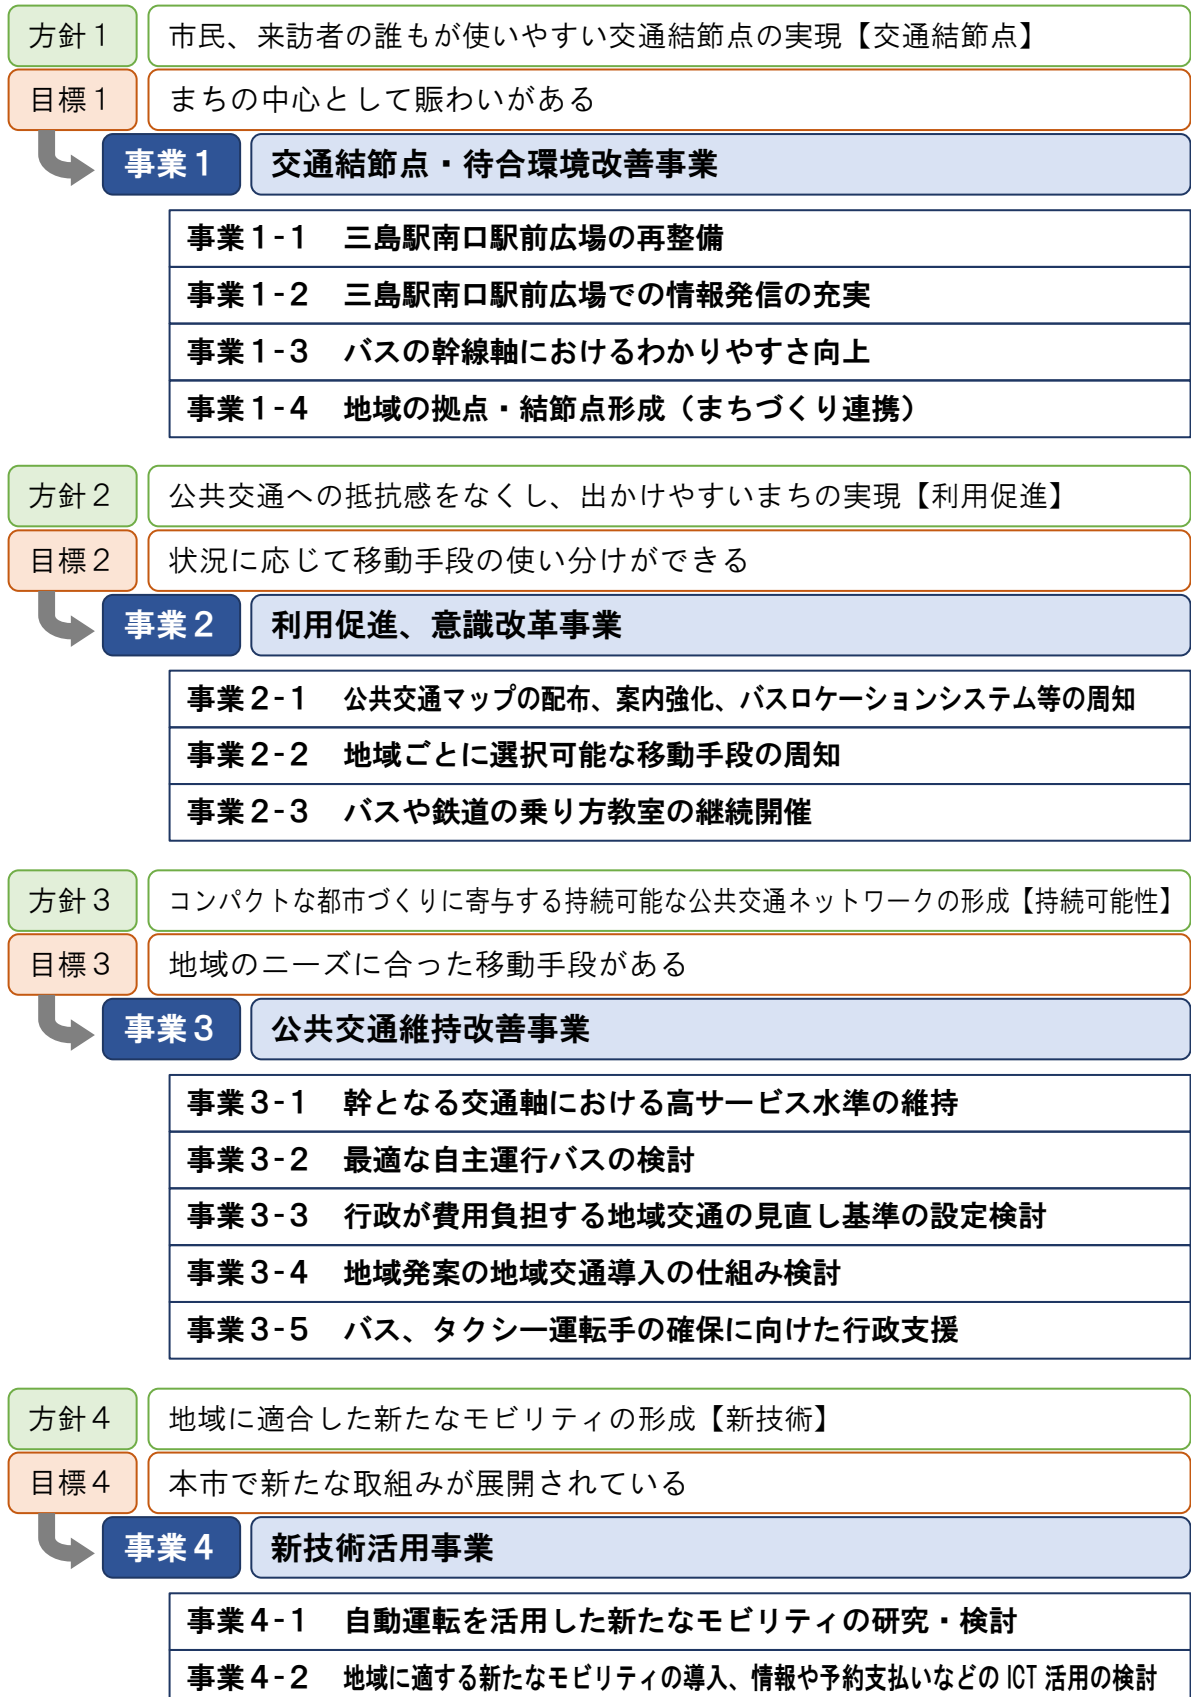 方針１ 市民、来訪者の誰もが使いやすい交通結節点の実現【交通結節点】
目標１ まちの中心として賑わいがある
事業１ 交通結節点・待合環境改善事業
事業１-１ 三島駅南口駅前広場の再整備
事業１-２ 三島駅南口駅前広場での情報発信の充実
事業１-３ バスの幹線軸におけるわかりやすさ向上
事業１-４ 地域の拠点・結節点形成（まちづくり連携）
方針２ 公共交通への抵抗感をなくし、出かけやすいまちの実現【利用促進】
目標２ 状況に応じて移動手段の使い分けができる
事業２ 利用促進、意識改革事業
事業２-１ 公共交通マップの配布、案内強化、バスロケーションシステム等の周知
事業２-２ 地域ごとに選択可能な移動手段の周知
事業２-３ バスや鉄道の乗り方教室の継続開催
方針３ コンパクトな都市づくりに寄与する持続可能な公共交通ネットワークの形成【持続可能性】
目標３ 地域のニーズに合った移動手段がある
事業３ 公共交通維持改善事業
事業３-１ 幹となる交通軸における高サービス水準の維持
事業３-２ 最適な自主運行バスの検討
事業３-３ 行政が費用負担する地域交通の見直し基準の設定検討
事業３-４ 地域発案の地域交通導入の仕組み検討
事業３-５ バス、タクシー運転手の確保に向けた行政支援
方針４ 地域に適合した新たなモビリティの形成【新技術】
目標４ 本市で新たな取組みが展開されている
事業４ 新技術活用事業
事業４-１ 自動運転を活用した新たなモビリティの研究・検討
事業４-２ 地域に適する新たなモビリティの導入、情報や予約支払いなどの ICT 活用の検討